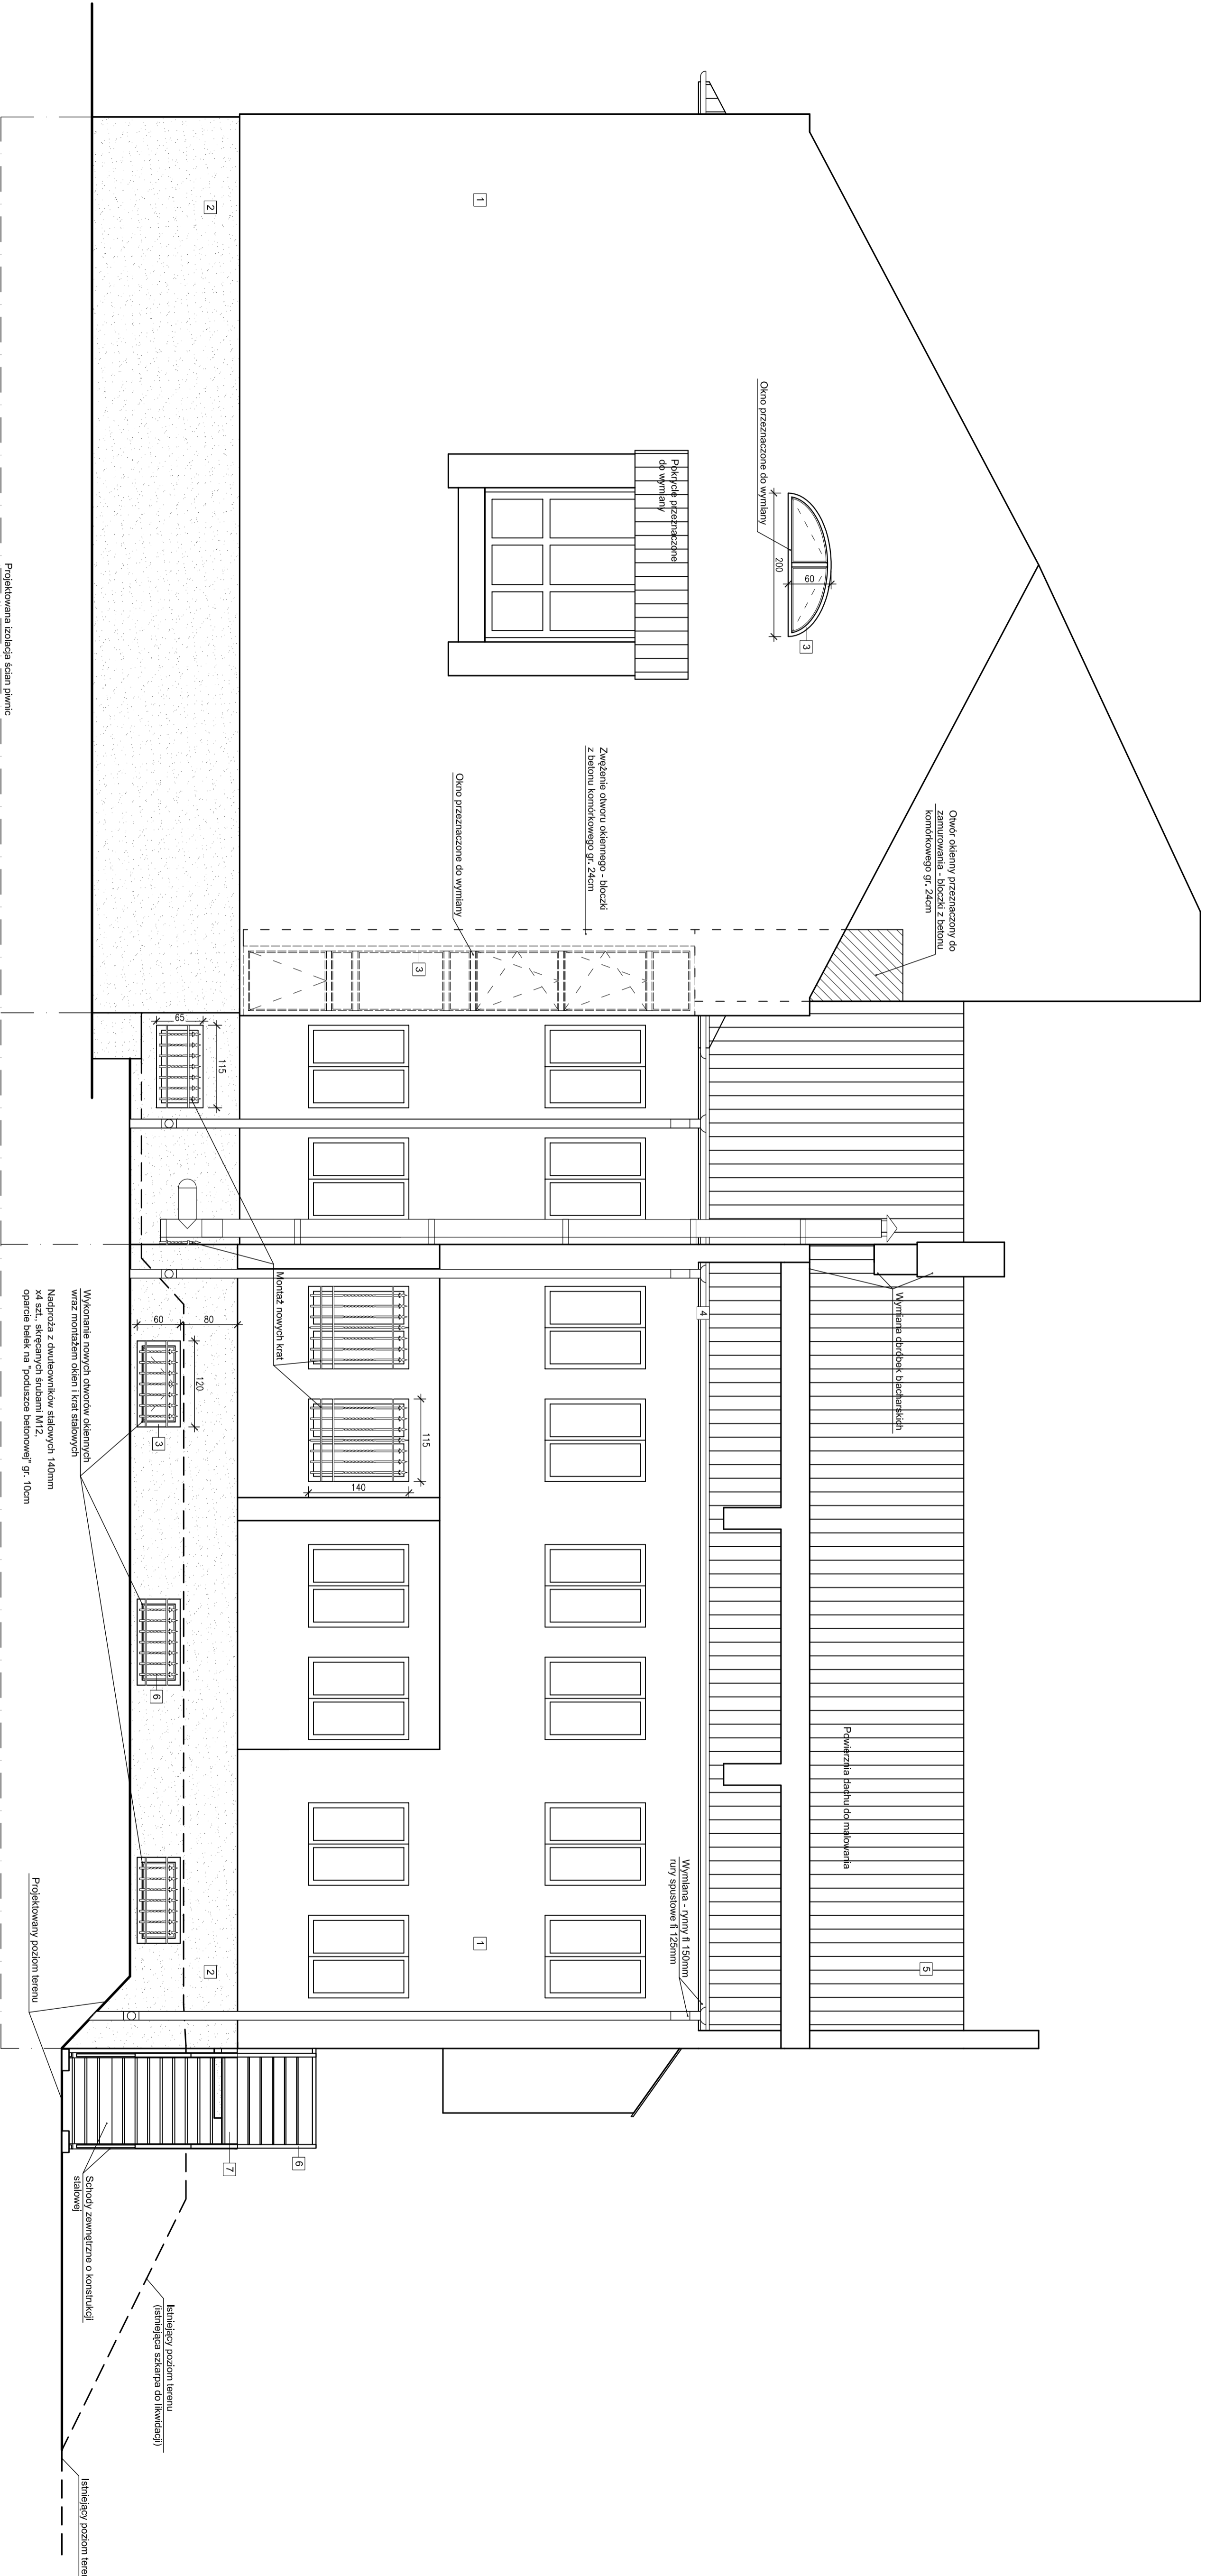 Otwór okienny przeznaczony do
zamurowania - bloczki z betonu
komórkowego gr. 24cm
5
Wymiana obróbek blacharskich
Powierznia dachu do malowania
Okno przeznaczone do wymiany
60
200
3
4
Wymiana - rynny fi 150mm
rury spustowe fi 125mm
Pokrycie przeznaczone
do wymiany
Zwężenie otworu okiennego - bloczki
z betonu komórkowego gr. 24cm
1
Okno przeznaczone do wymiany
3
1
115
140
Montaż nowych krat
6
7
2
115
65
80
60
120
3
6
2
Istniejący poziom terenu
(istniejąca szkarpa do likwidacji)
Wykonanie nowych otworów okiennych
wraz montażem okien i krat stalowych
Nadproża z dwuteowników stalowych 140mm
x4 szt., skręcanych śrubami M12,
oparcie belek na "poduszce betonowej" gr. 10cm
Schody zewnętrzne o konstrukcji
stalowej
Istniejący poziom tere
Projektowany poziom terenu
Projektowana izolacja ścian piwnic